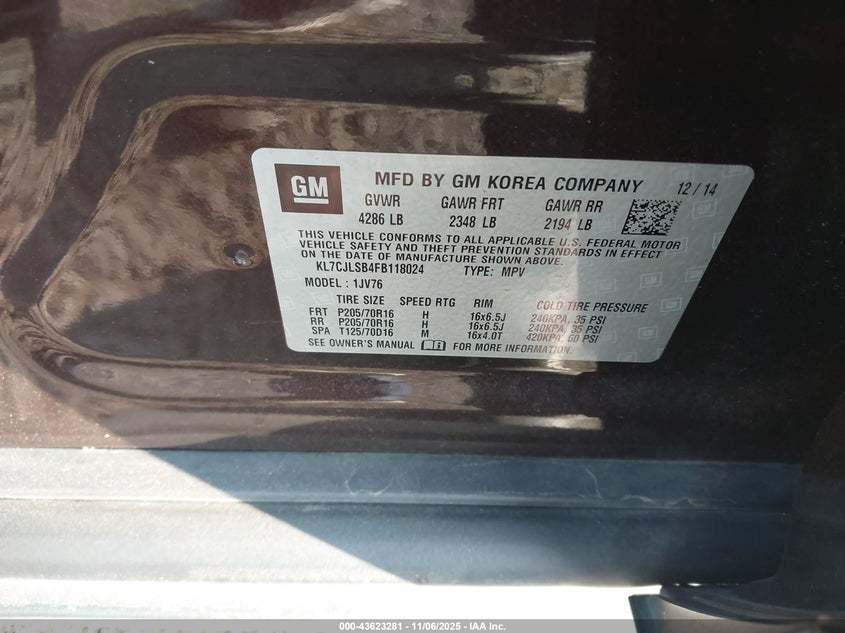 GM
MFD BY GM KOREA COMPANY 12/14
GVWR GAWR FRT GAWR RR
4286 LB 2348 LB 2194 LB
THIS VEHICLE CONFORMS TO ALL APPLICABLE U.S. FEDERAL MOTOR
VEHICLE SAFETY AND THEFT PREVENTION STANDARDS IN EFFECT
ON THE DATE OF MANUFACTURE SHOWN ABOVE.
KL7CJLSB4FB118024 TYPE: MPV
MODEL : 1JV76
TIRE SIZE SPEED RTG RIM COLD TIRE PRESSURE
FRT P205/70R16 H 16x6.5J 240KPA, 35 PSI
RR P205/70R16 H 16x6.5J 240KPA, 35 PSI
SPA T125/70D16 M 16x4.0T 420KPA, 60 PSI
SEE OWNER'S MANUAL FOR MORE INFORMATION.
000-43623281 - 11/06/2025 - IAA Inc.